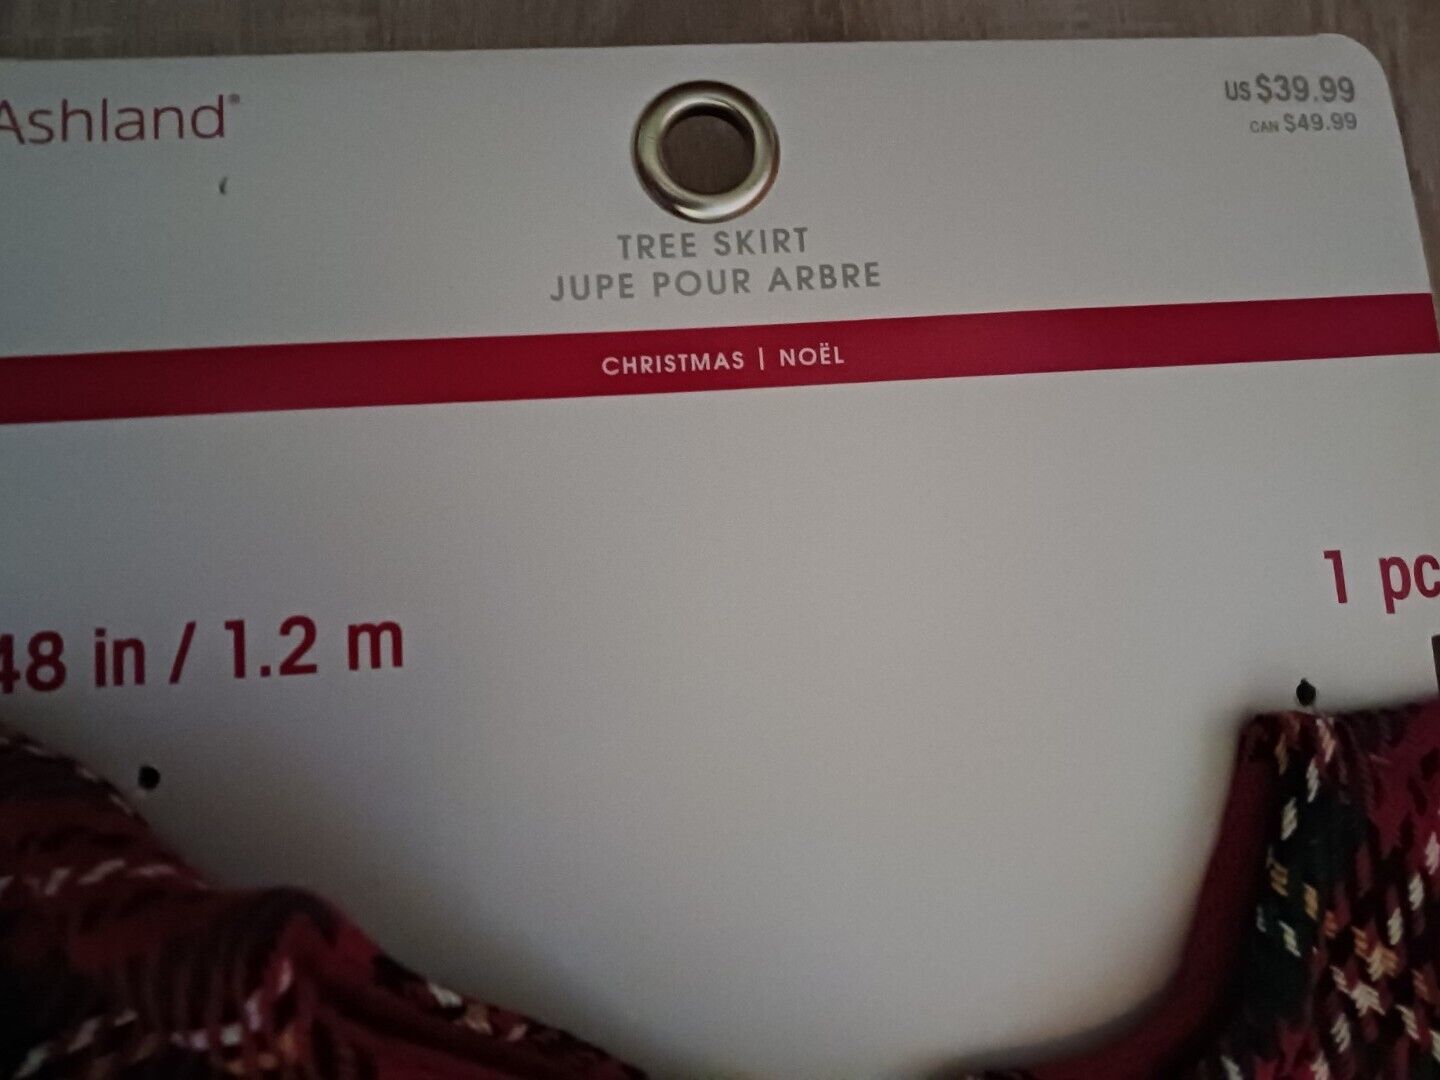 Ashland®
US $39.99
CAN $49.99
TREE SKIRT
JUPE POUR ARBRE
CHRISTMAS | NOËL
1 pc
48 in / 1.2 m